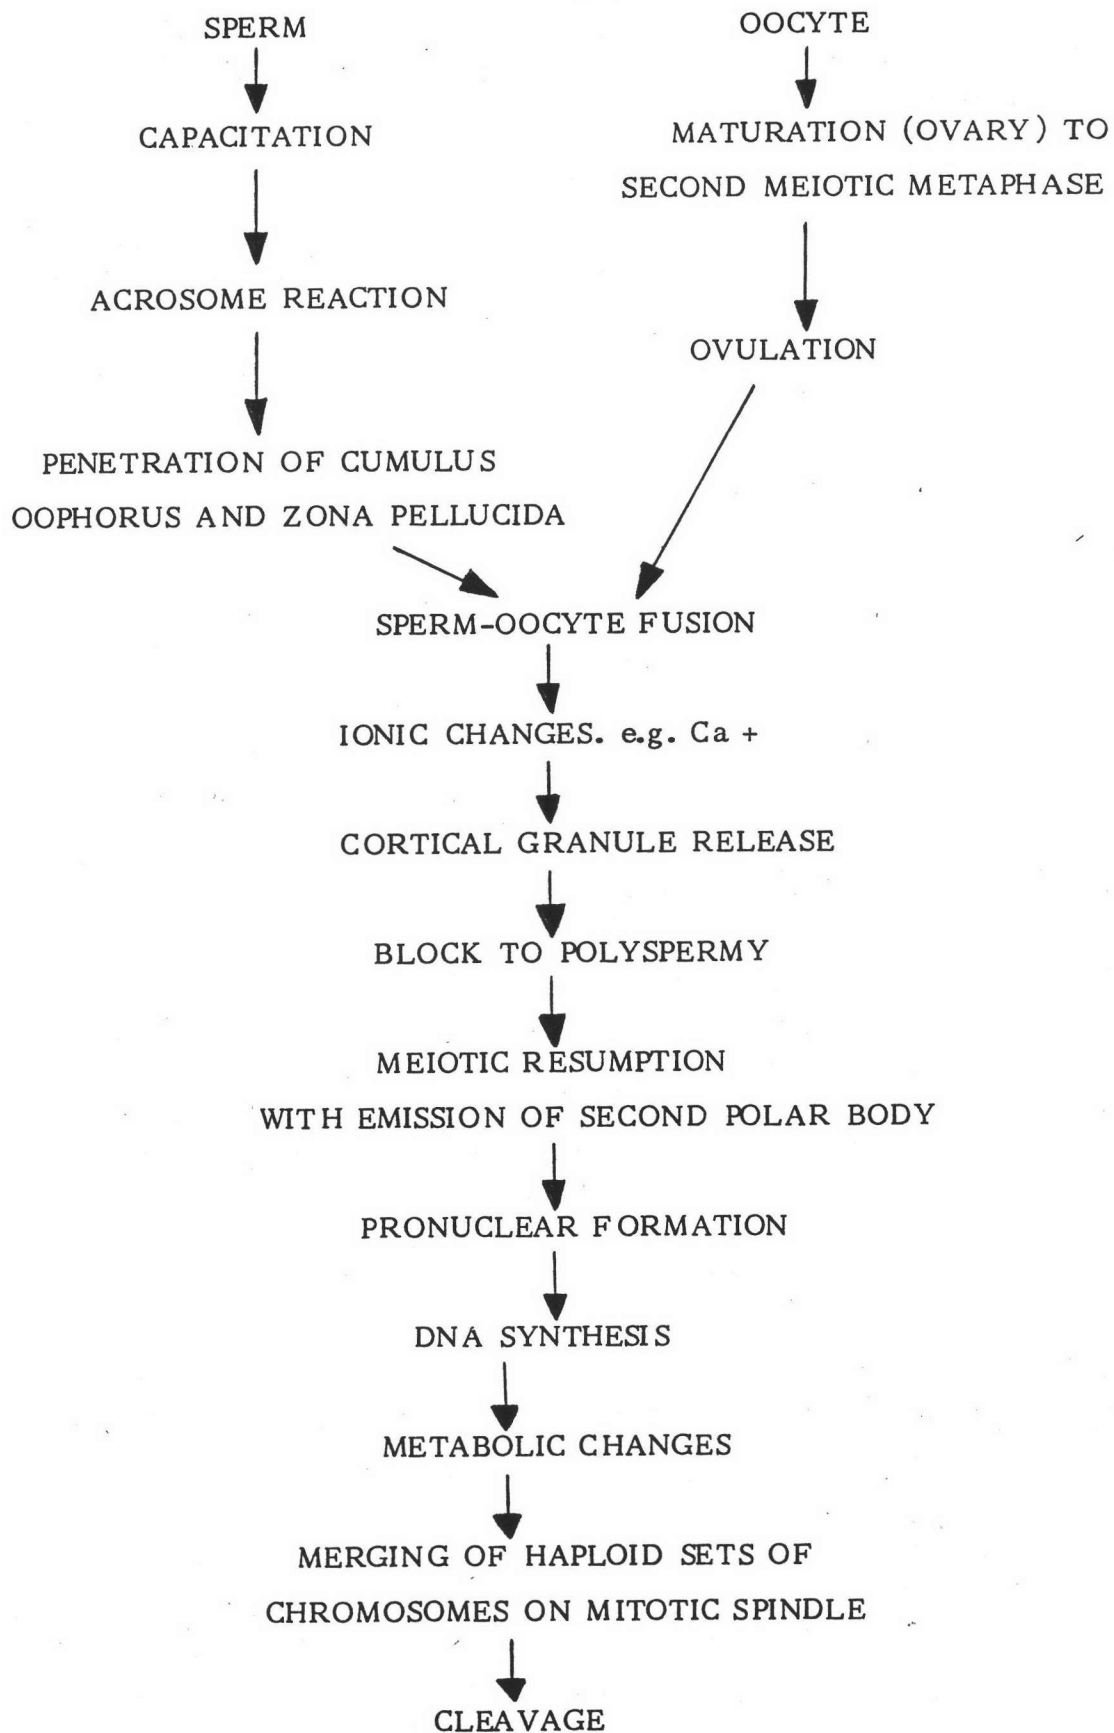 SPERM
CAPACITATION
ACROSOME REACTION
PENETRATION OF CUMULUS
OOPHORUS AND ZONA PELLUCIDA
OOCYTE
MATURATION (OVARY) TO
SECOND MEIOTIC METAPHASE
OVULATION
SPERM-OOCYTE FUSION
IONIC CHANGES. e.g. Ca +
CORTICAL GRANULE RELEASE
BLOCK TO POLYSPERMY
MEIOTIC RESUMPTION
WITH EMISSION OF SECOND POLAR BODY
PRONUCLEAR FORMATION
DNA SYNTHESIS
METABOLIC CHANGES
MERGING OF HAPLOID SETS OF
CHROMOSOMES ON MITOTIC SPINDLE
CLEAVAGE